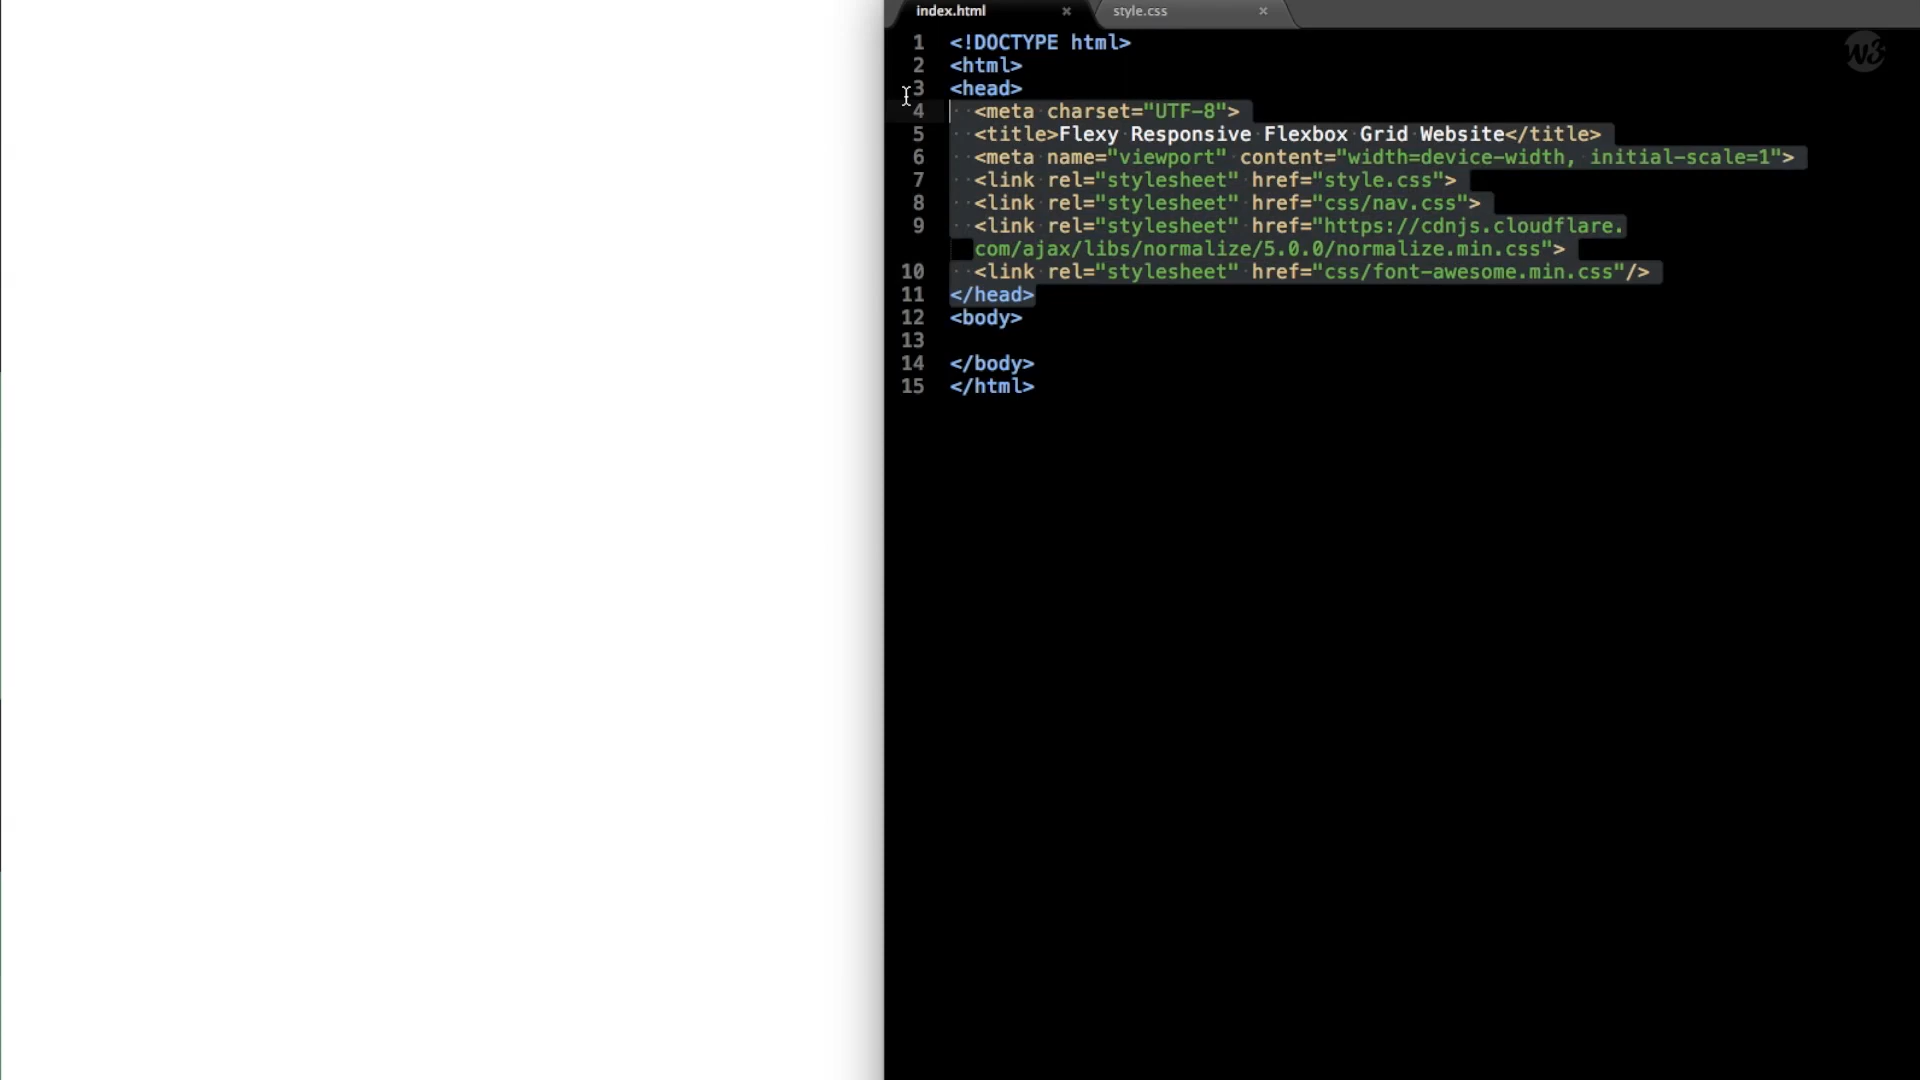 index.html × style.css ×
1 <!DOCTYPE html>
2 <html>
3 <head>
4 <meta charset="UTF-8">
5 <title>Flexy Responsive Flexbox Grid Website</title>
6 <meta name="viewport" content="width=device-width, initial-scale=1">
7 <link rel="stylesheet" href="style.css">
8 <link rel="stylesheet" href="css/nav.css">
9 <link rel="stylesheet" href="https://cdnjs.cloudflare.
com/ajax/libs/normalize/5.0.0/normalize.min.css">
10 <link rel="stylesheet" href="css/font-awesome.min.css"/>
11 </head>
12 <body>
13
14 </body>
15 </html>
W3